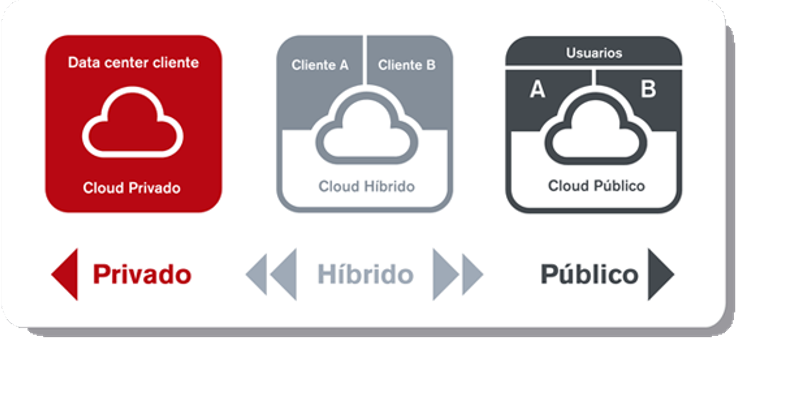 Data center cliente
Cloud Privado
Cliente A
Cliente B
Cloud Híbrido
Usuarios
A
B
Cloud Público
Privado
Híbrido
Público